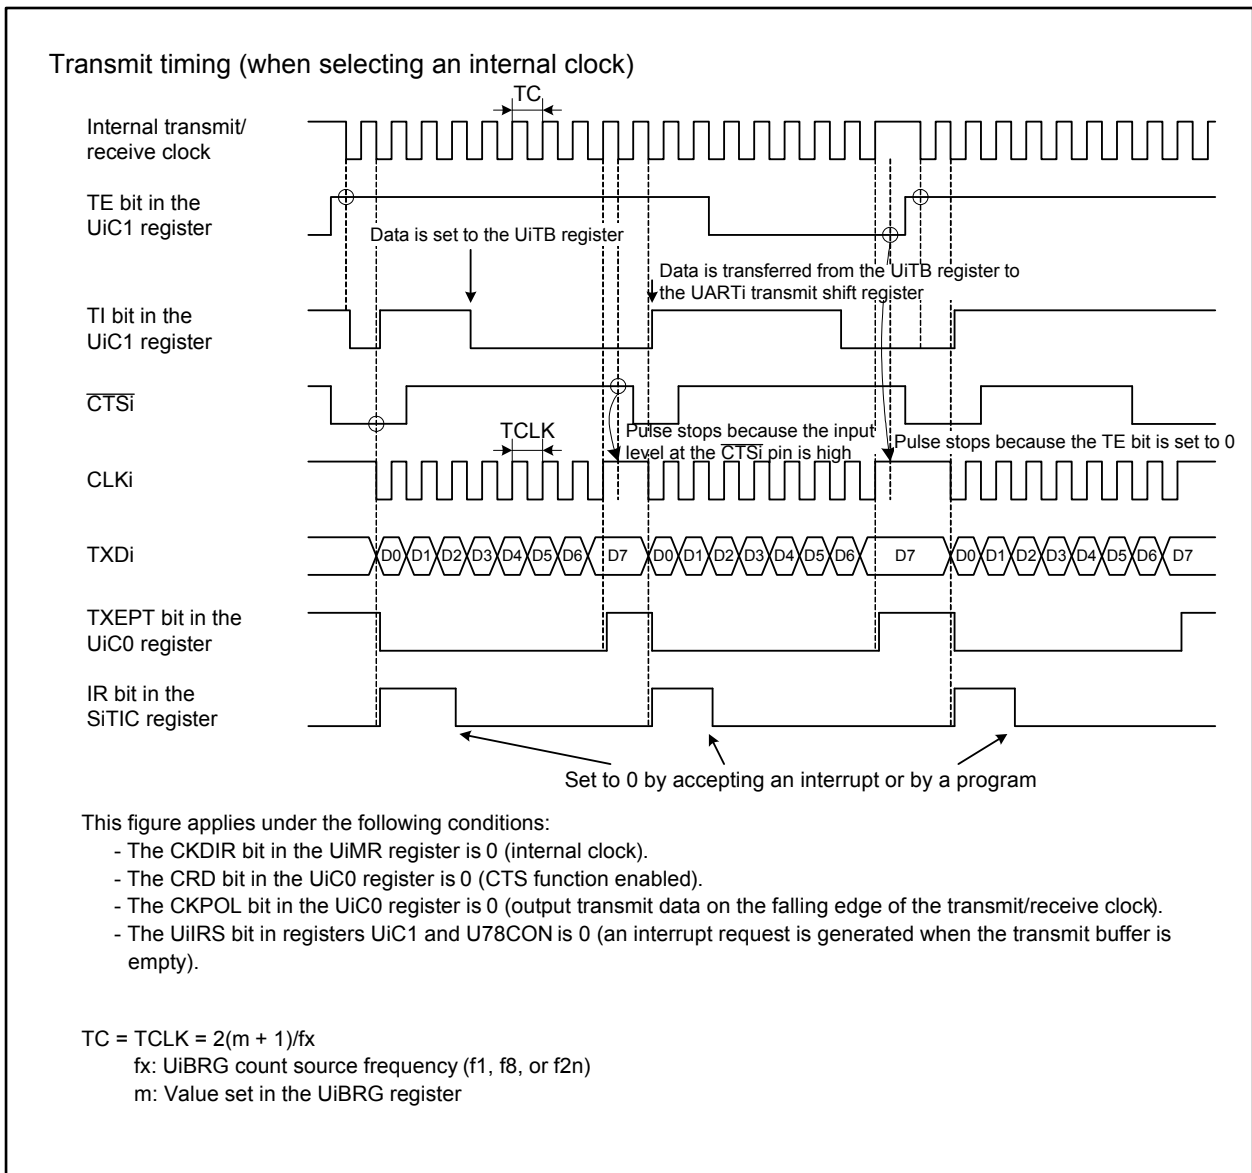 Transmit timing (when selecting an internal clock)
TC
Internal transmit/
receive clock
TE bit in the
UiC1 register
Data is set to the UiTB register
Data is transferred from the UiTB register to
the UARTi transmit shift register
TI bit in the
UiC1 register
CTSi
TCLK
Pulse stops because the input
level at the CTSi pin is high
Pulse stops because the TE bit is set to 0
CLKi
TXDi
D0 D1 D2 D3 D4 D5 D6 D7 D0 D1 D2 D3 D4 D5 D6 D7 D0 D1 D2 D3 D4 D5 D6 D7
TXEPT bit in the
UiC0 register
IR bit in the
SiTIC register
Set to 0 by accepting an interrupt or by a program
This figure applies under the following conditions:
- The CKDIR bit in the UiMR register is 0 (internal clock).
- The CRD bit in the UiC0 register is 0 (CTS function enabled).
- The CKPOL bit in the UiC0 register is 0 (output transmit data on the falling edge of the transmit/receive clock).
- The UiIRS bit in registers UiC1 and U78CON is 0 (an interrupt request is generated when the transmit buffer is
empty).
TC = TCLK = 2(m + 1)/fx
fx: UiBRG count source frequency (f1, f8, or f2n)
m: Value set in the UiBRG register